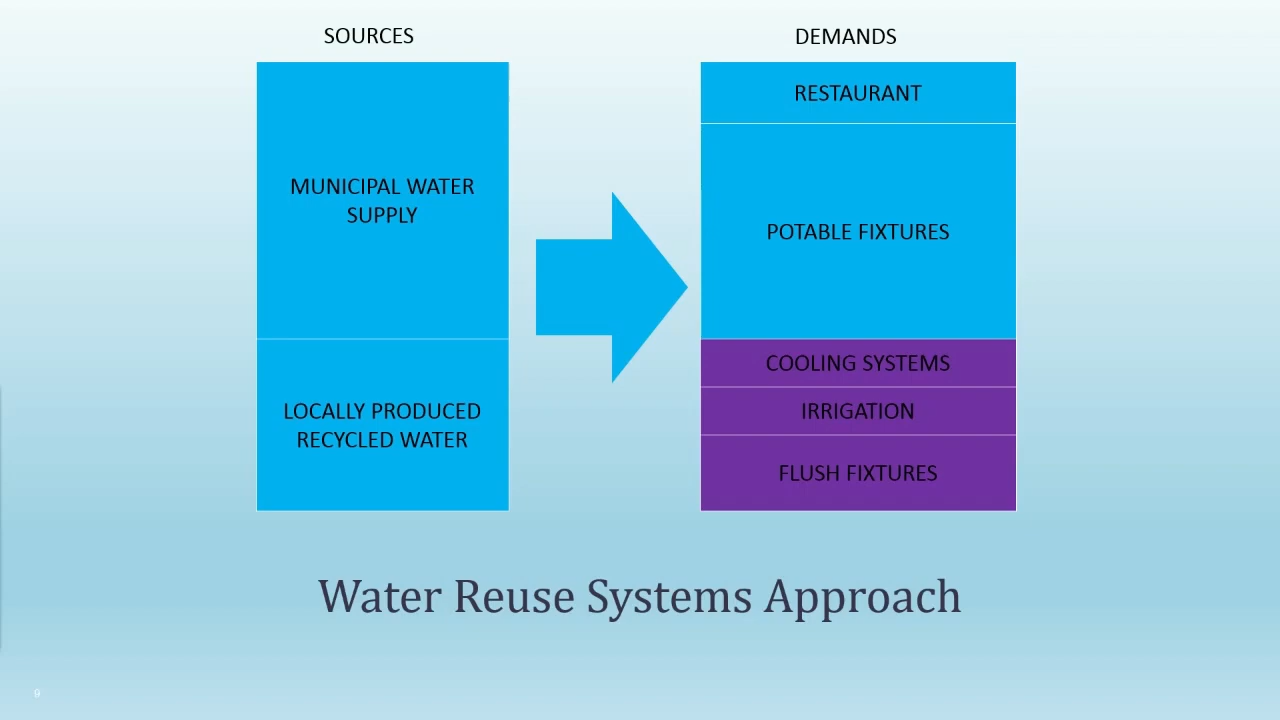 SOURCES
DEMANDS
MUNICIPAL WATER
SUPPLY
LOCALLY PRODUCED
RECYCLED WATER
RESTAURANT
POTABLE FIXTURES
COOLING SYSTEMS
IRRIGATION
FLUSH FIXTURES
Water Reuse Systems Approach
9